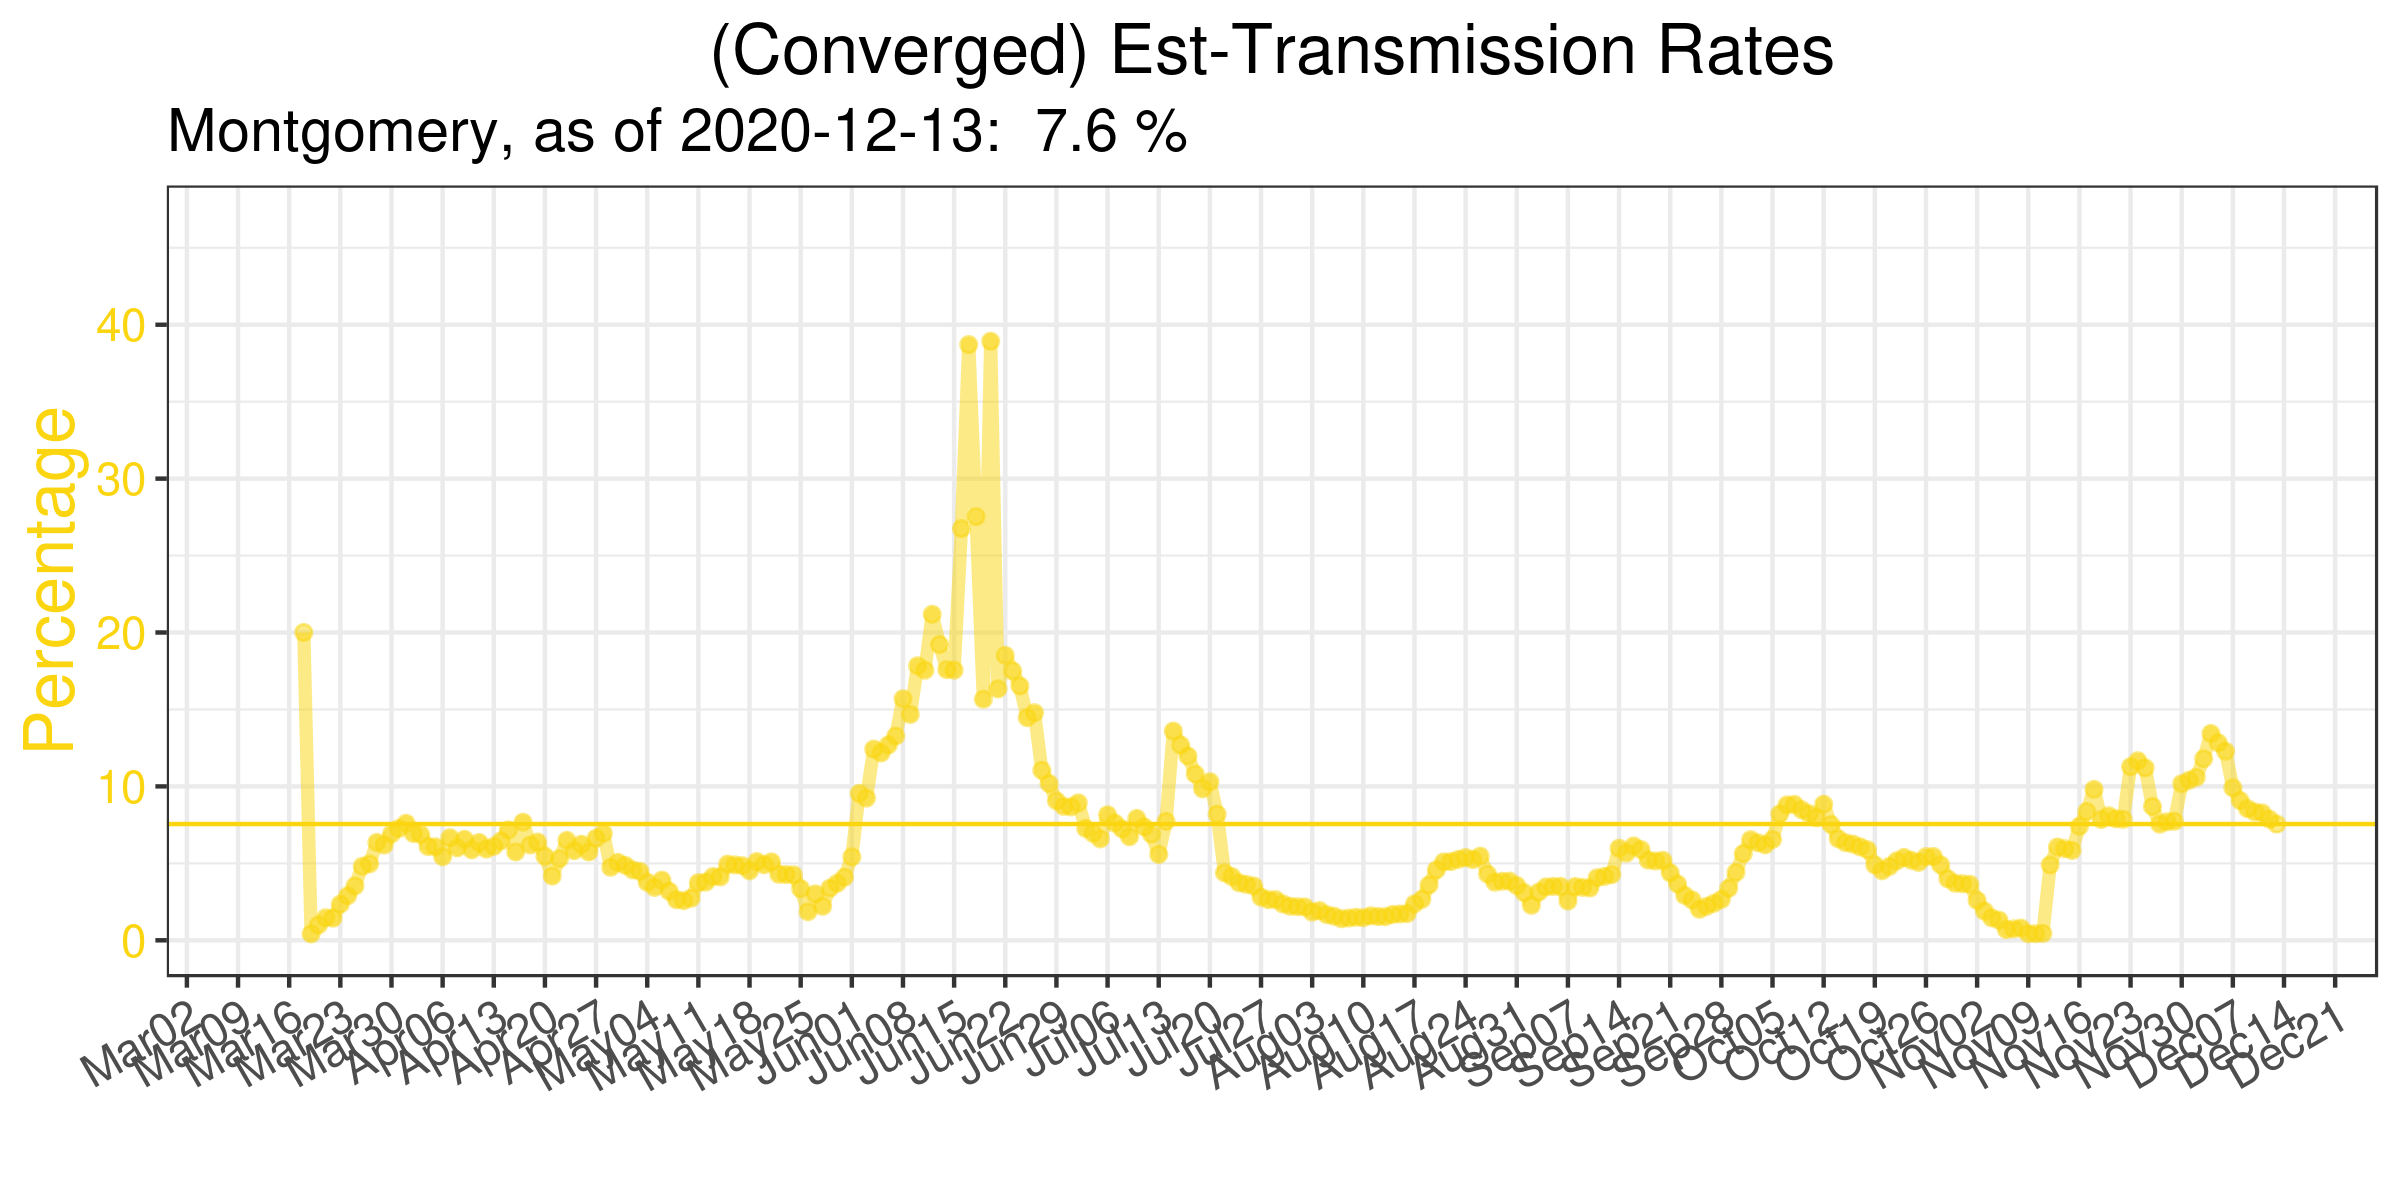 (Converged) Est-Transmission Rates
Montgomery, as of 2020-12-13:  7.6 %
Percentage
40
30
20
10
0
Mar02
Mar09
Mar16
Mar23
Mar30
Apr06
Apr13
Apr20
Apr27
May04
May11
May18
May25
Jun01
Jun08
Jun15
Jun22
Jun29
Jul06
Jul13
Jul20
Jul27
Aug03
Aug10
Aug17
Aug24
Aug31
Sep07
Sep14
Sep21
Sep28
Oct05
Oct12
Oct19
Oct26
Nov02
Nov09
Nov16
Nov23
Nov30
Dec07
Dec14
Dec21